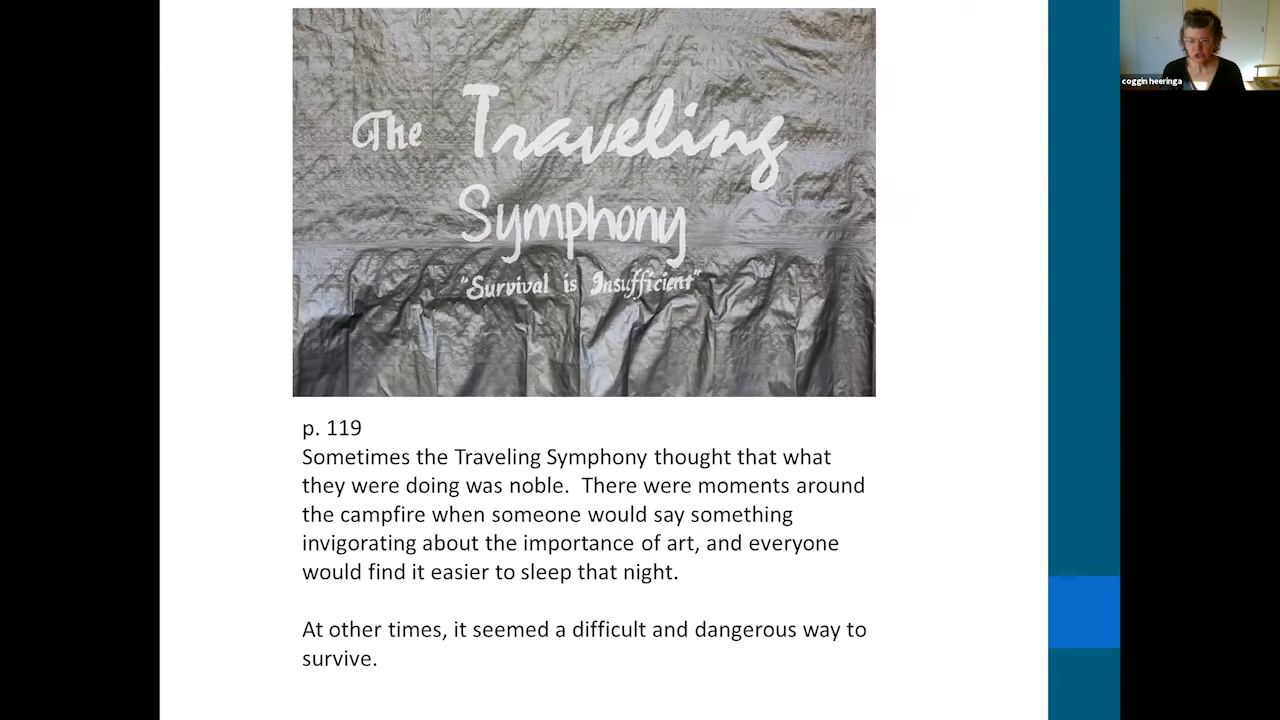 The Traveling
Symphony
"Survival is Insufficient"
coggin heeringa
p. 119
Sometimes the Traveling Symphony thought that what
they were doing was noble.  There were moments around
the campfire when someone would say something
invigorating about the importance of art, and everyone
would find it easier to sleep that night.
At other times, it seemed a difficult and dangerous way to
survive.